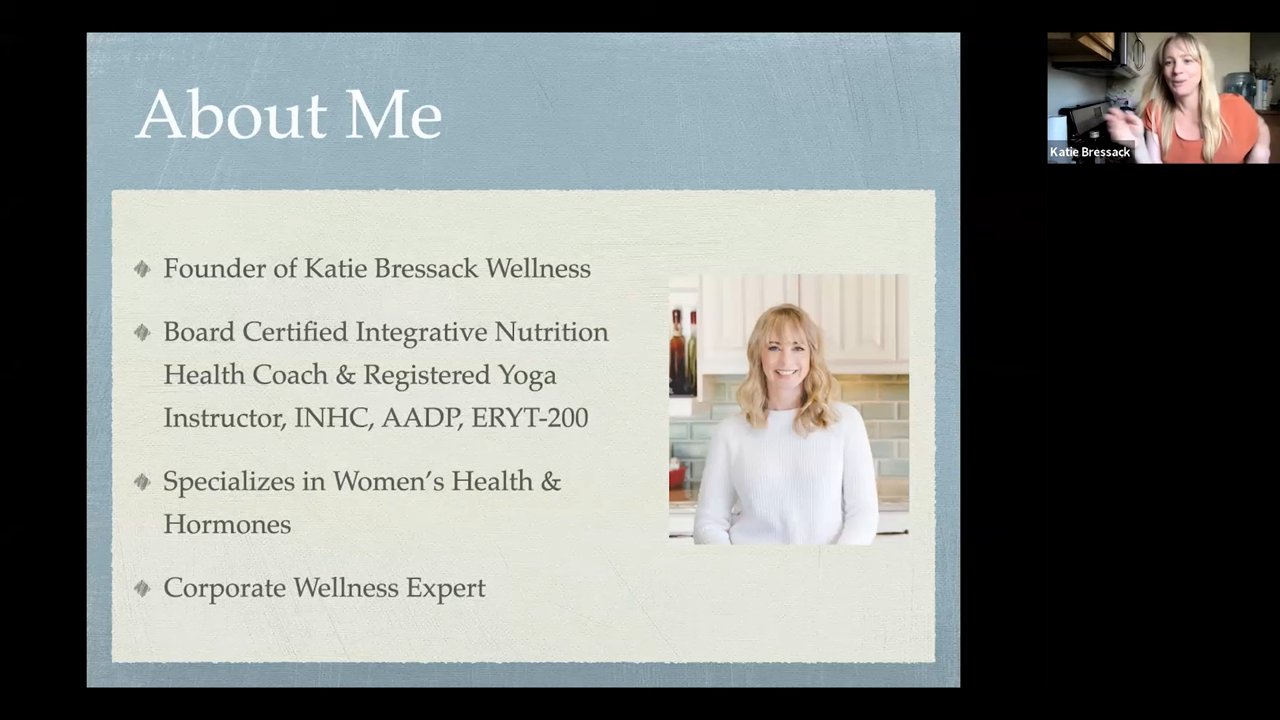 About Me
Founder of Katie Bressack Wellness
Board Certified Integrative Nutrition
Health Coach & Registered Yoga
Instructor, INHC, AADP, ERYT-200
Specializes in Women’s Health &
Hormones
Corporate Wellness Expert
Katie Bressack